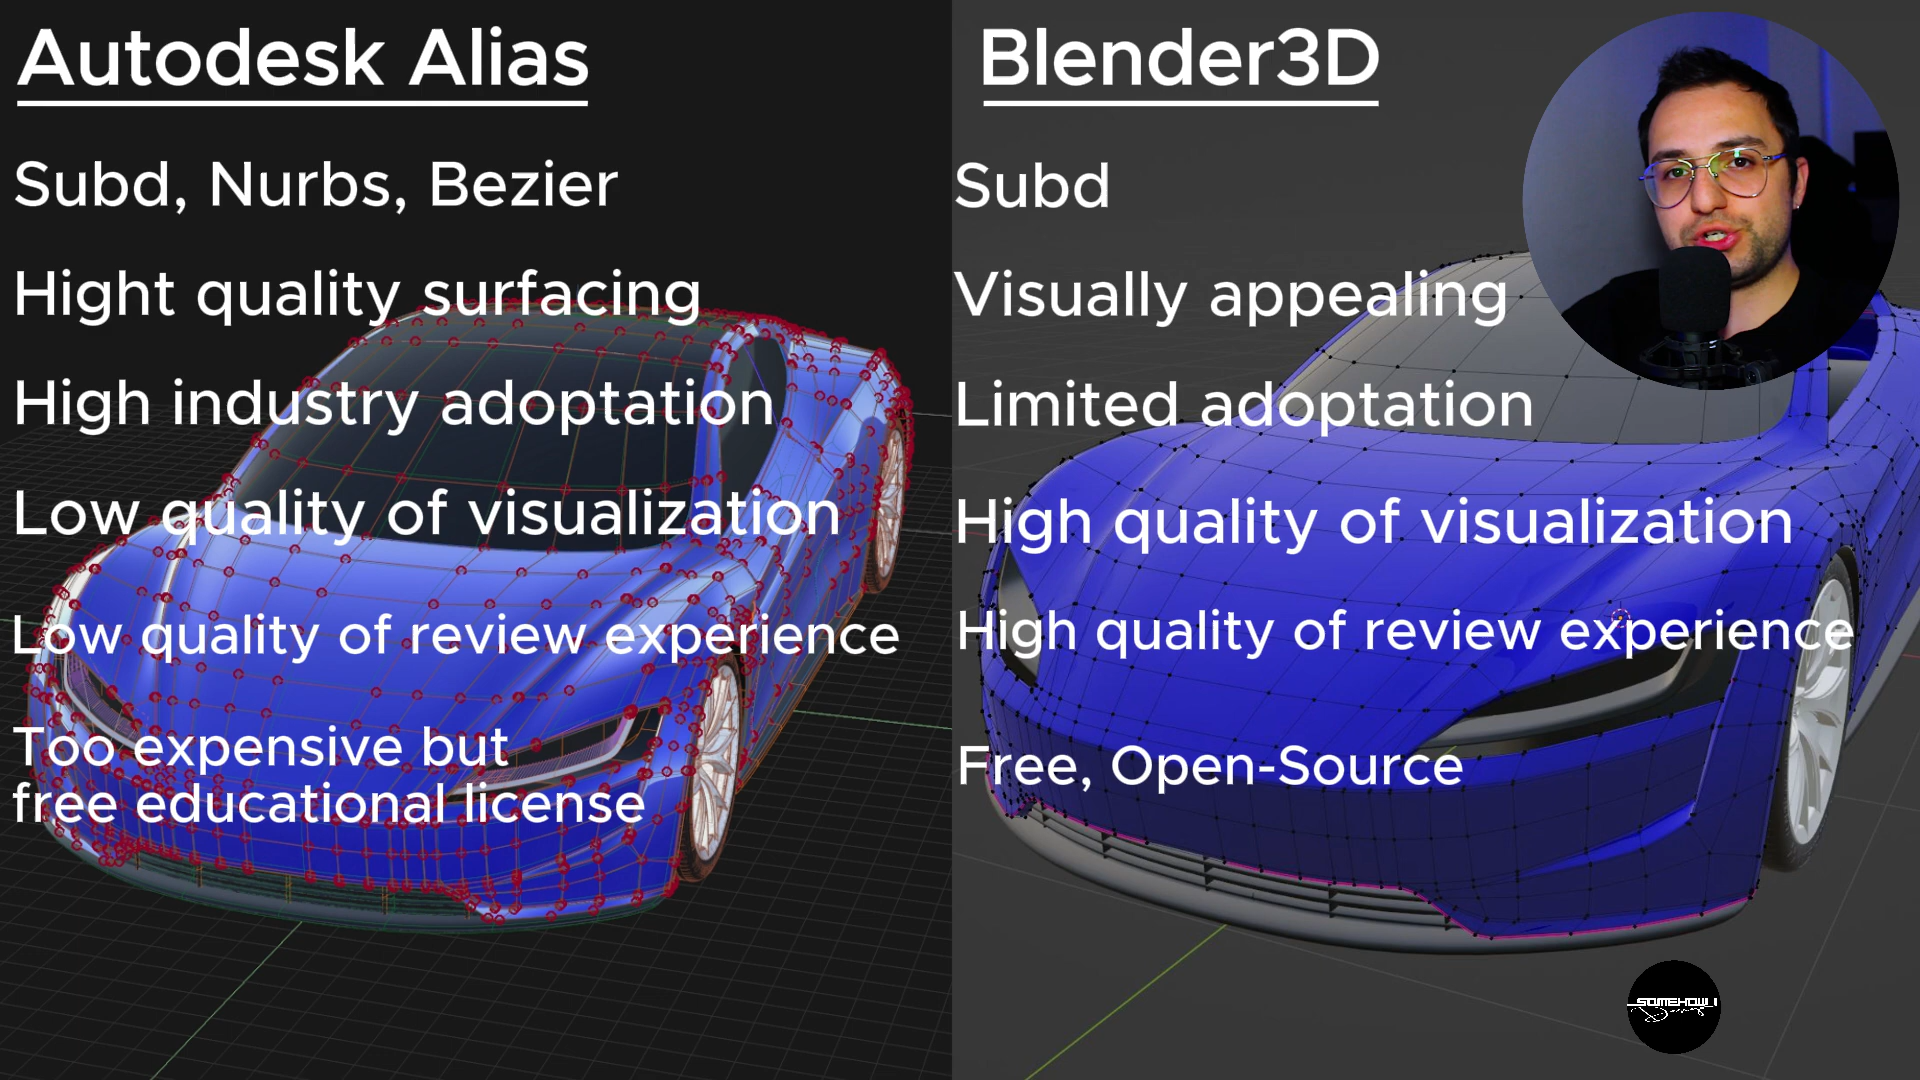 Autodesk Alias
Subd, Nurbs, Bezier
Hight quality surfacing
High industry adoptation
Low quality of visualization
Low quality of review experience
Too expensive but
free educational license
Blender3D
Subd
Visually appealing
Limited adoptation
High quality of visualization
High quality of review experience
Free, Open-Source
SOMEHOW I